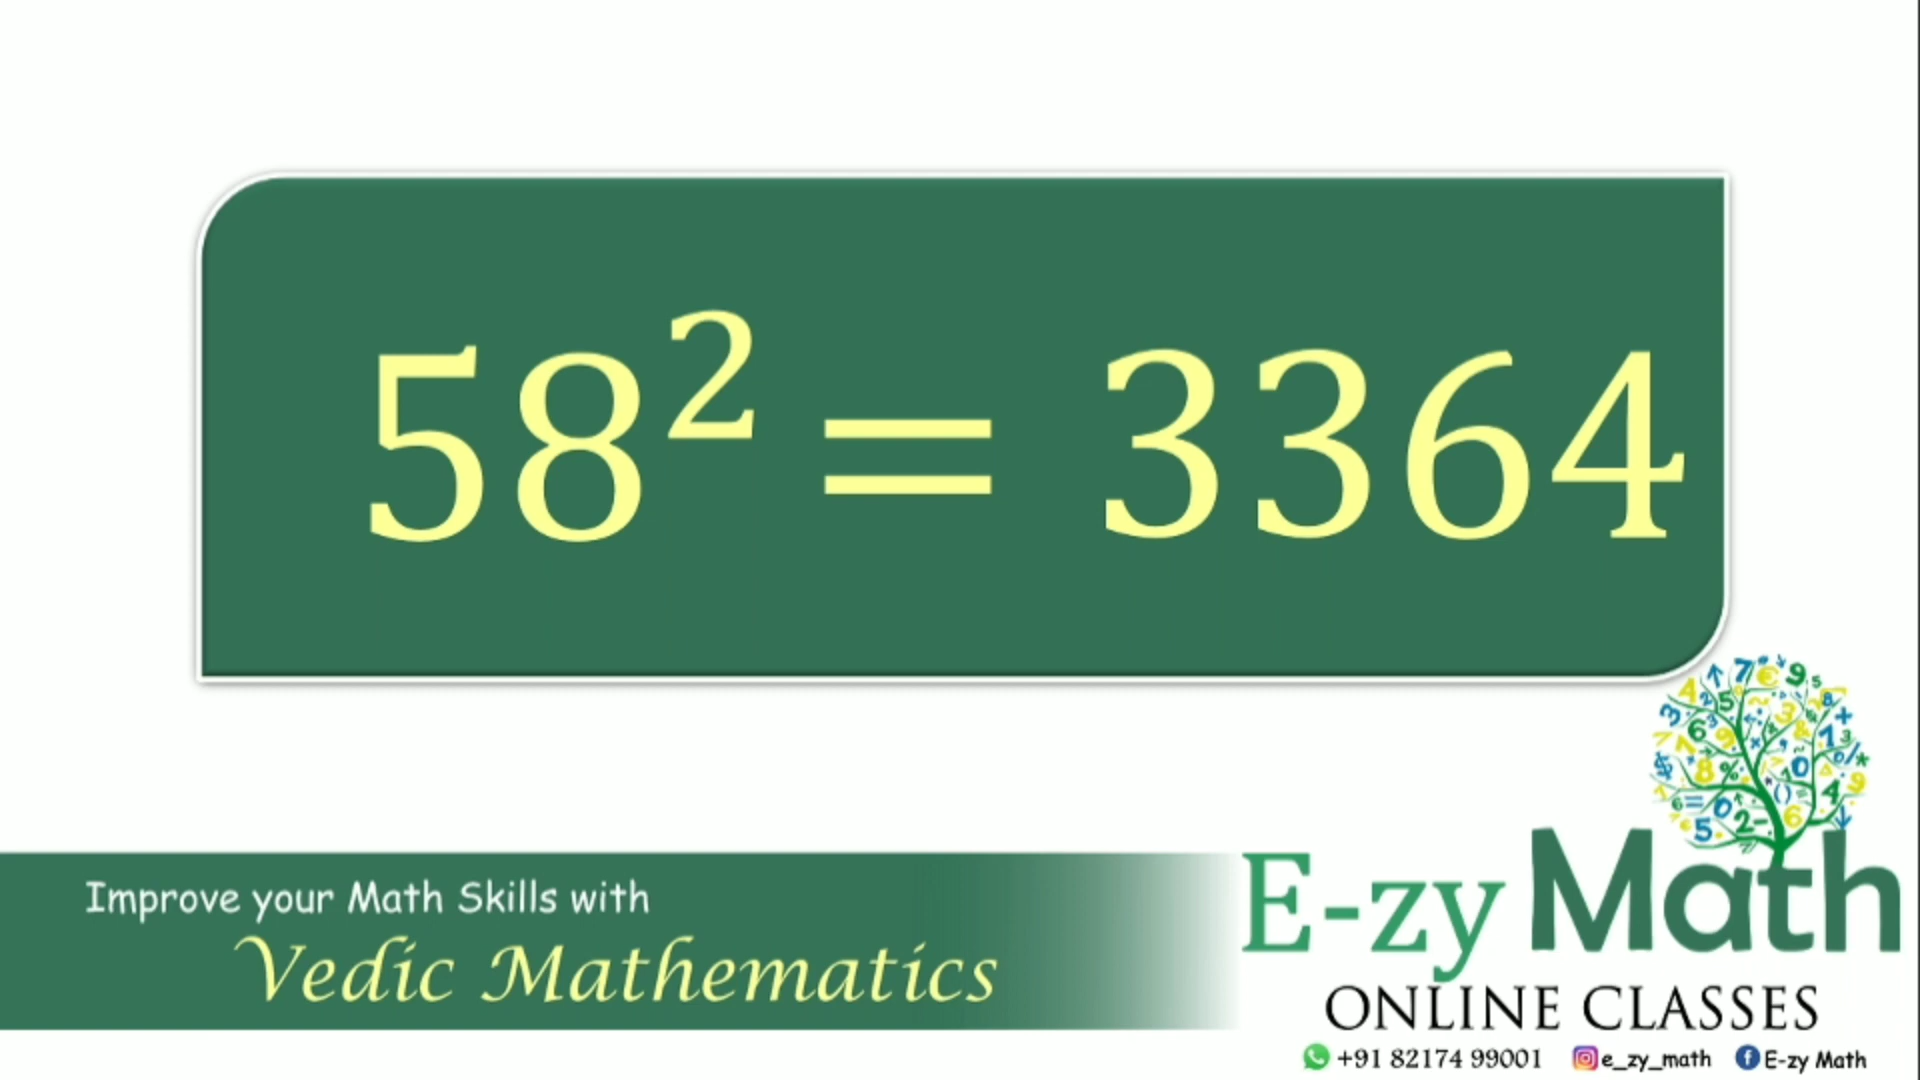 58² = 3364
Improve your Math Skills with
Vedic Mathematics
E-zy Math
ONLINE CLASSES
+91 82174 99001 e_zy_math E-zy Math